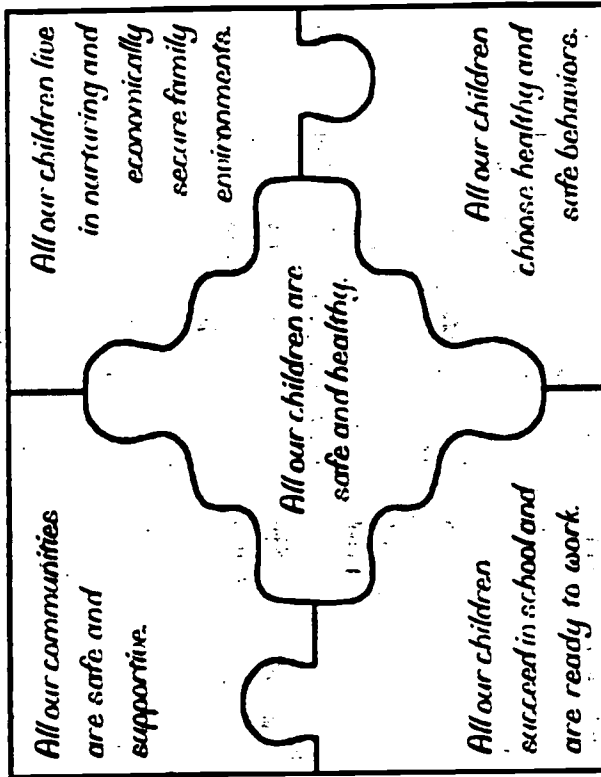 All our communities
are safe and
supportive.
All our children live
in nurturing and
economically
secure family
environments.
All our children are
safe and healthy.
All our children
succeed in school and
are ready to work.
All our children
choose healthy and
safe behaviors.